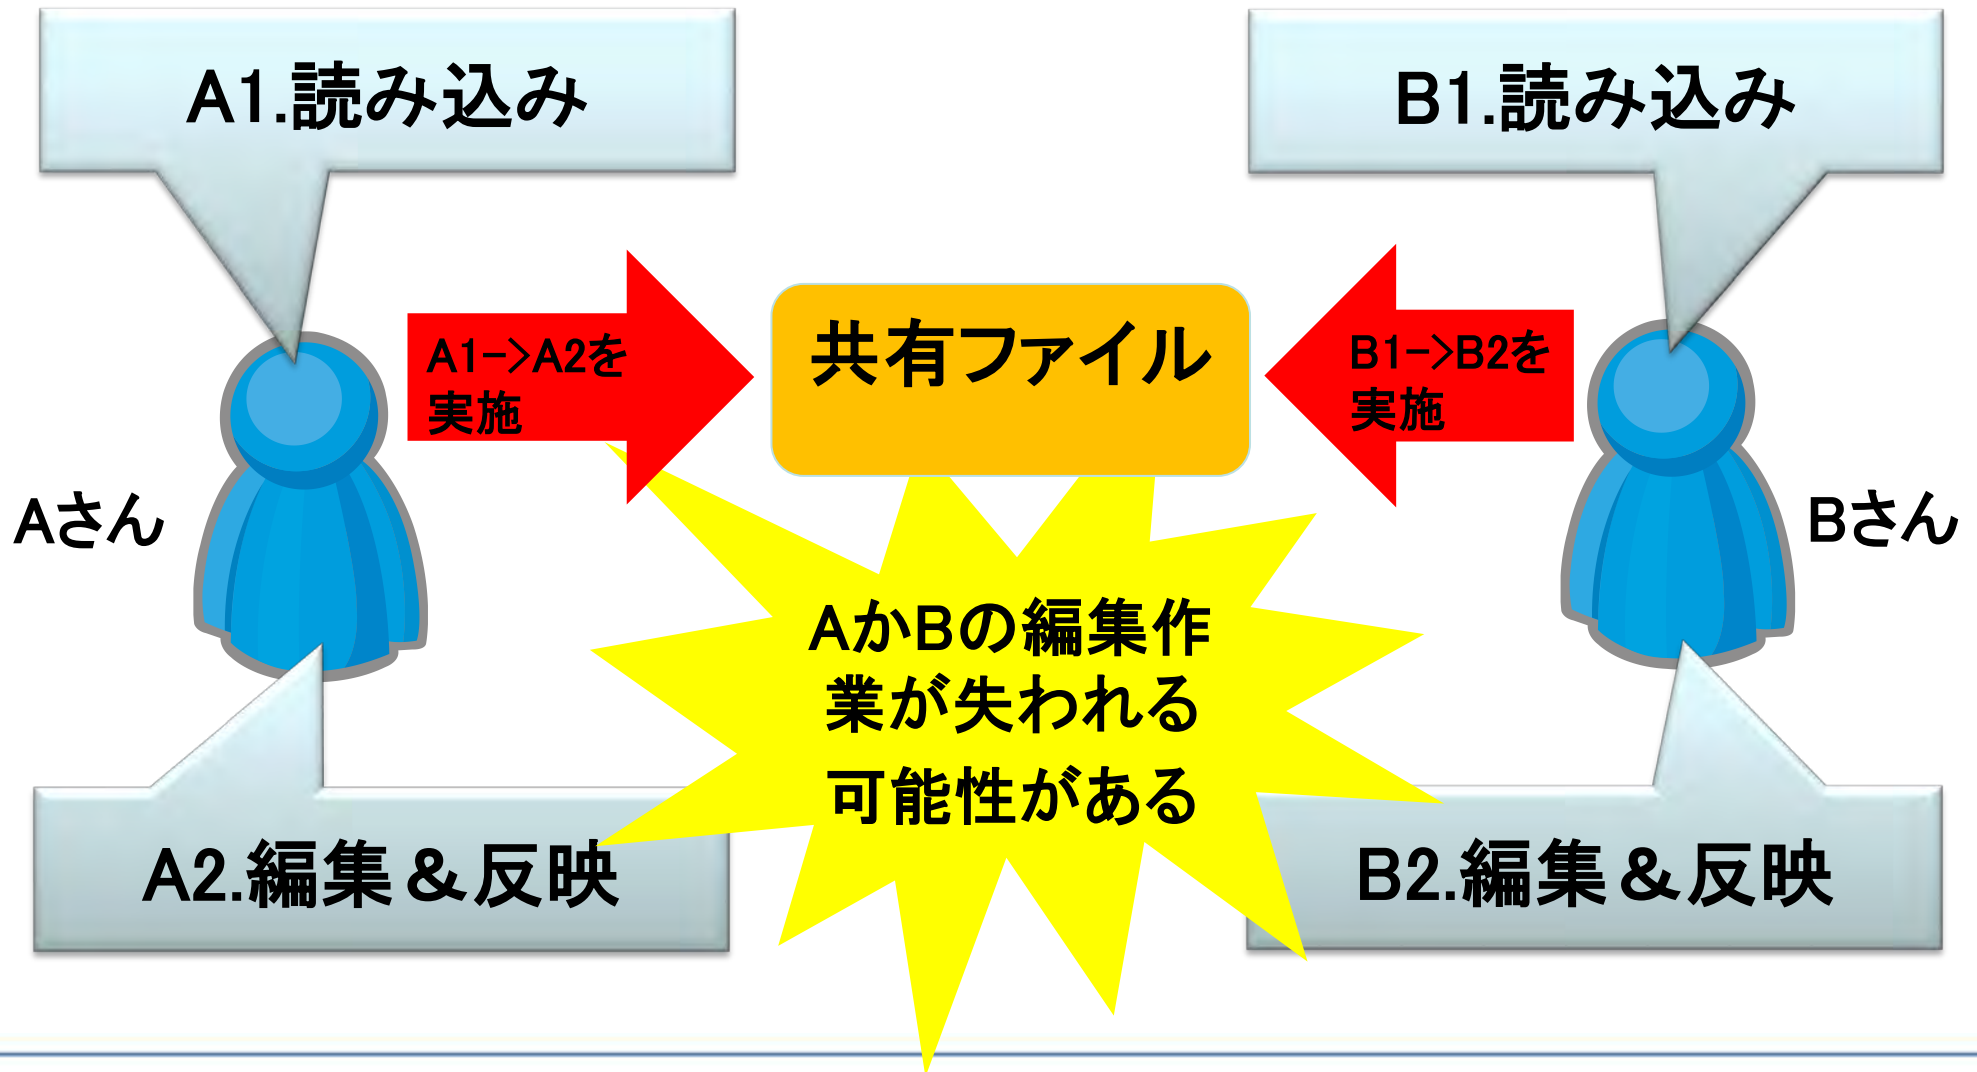 A1.読み込み
B1.読み込み
A1->A2を
実施
共有ファイル
B1->B2を
実施
Aさん
Bさん
AかBの編集作
業が失われる
可能性がある
A2.編集＆反映
B2.編集＆反映